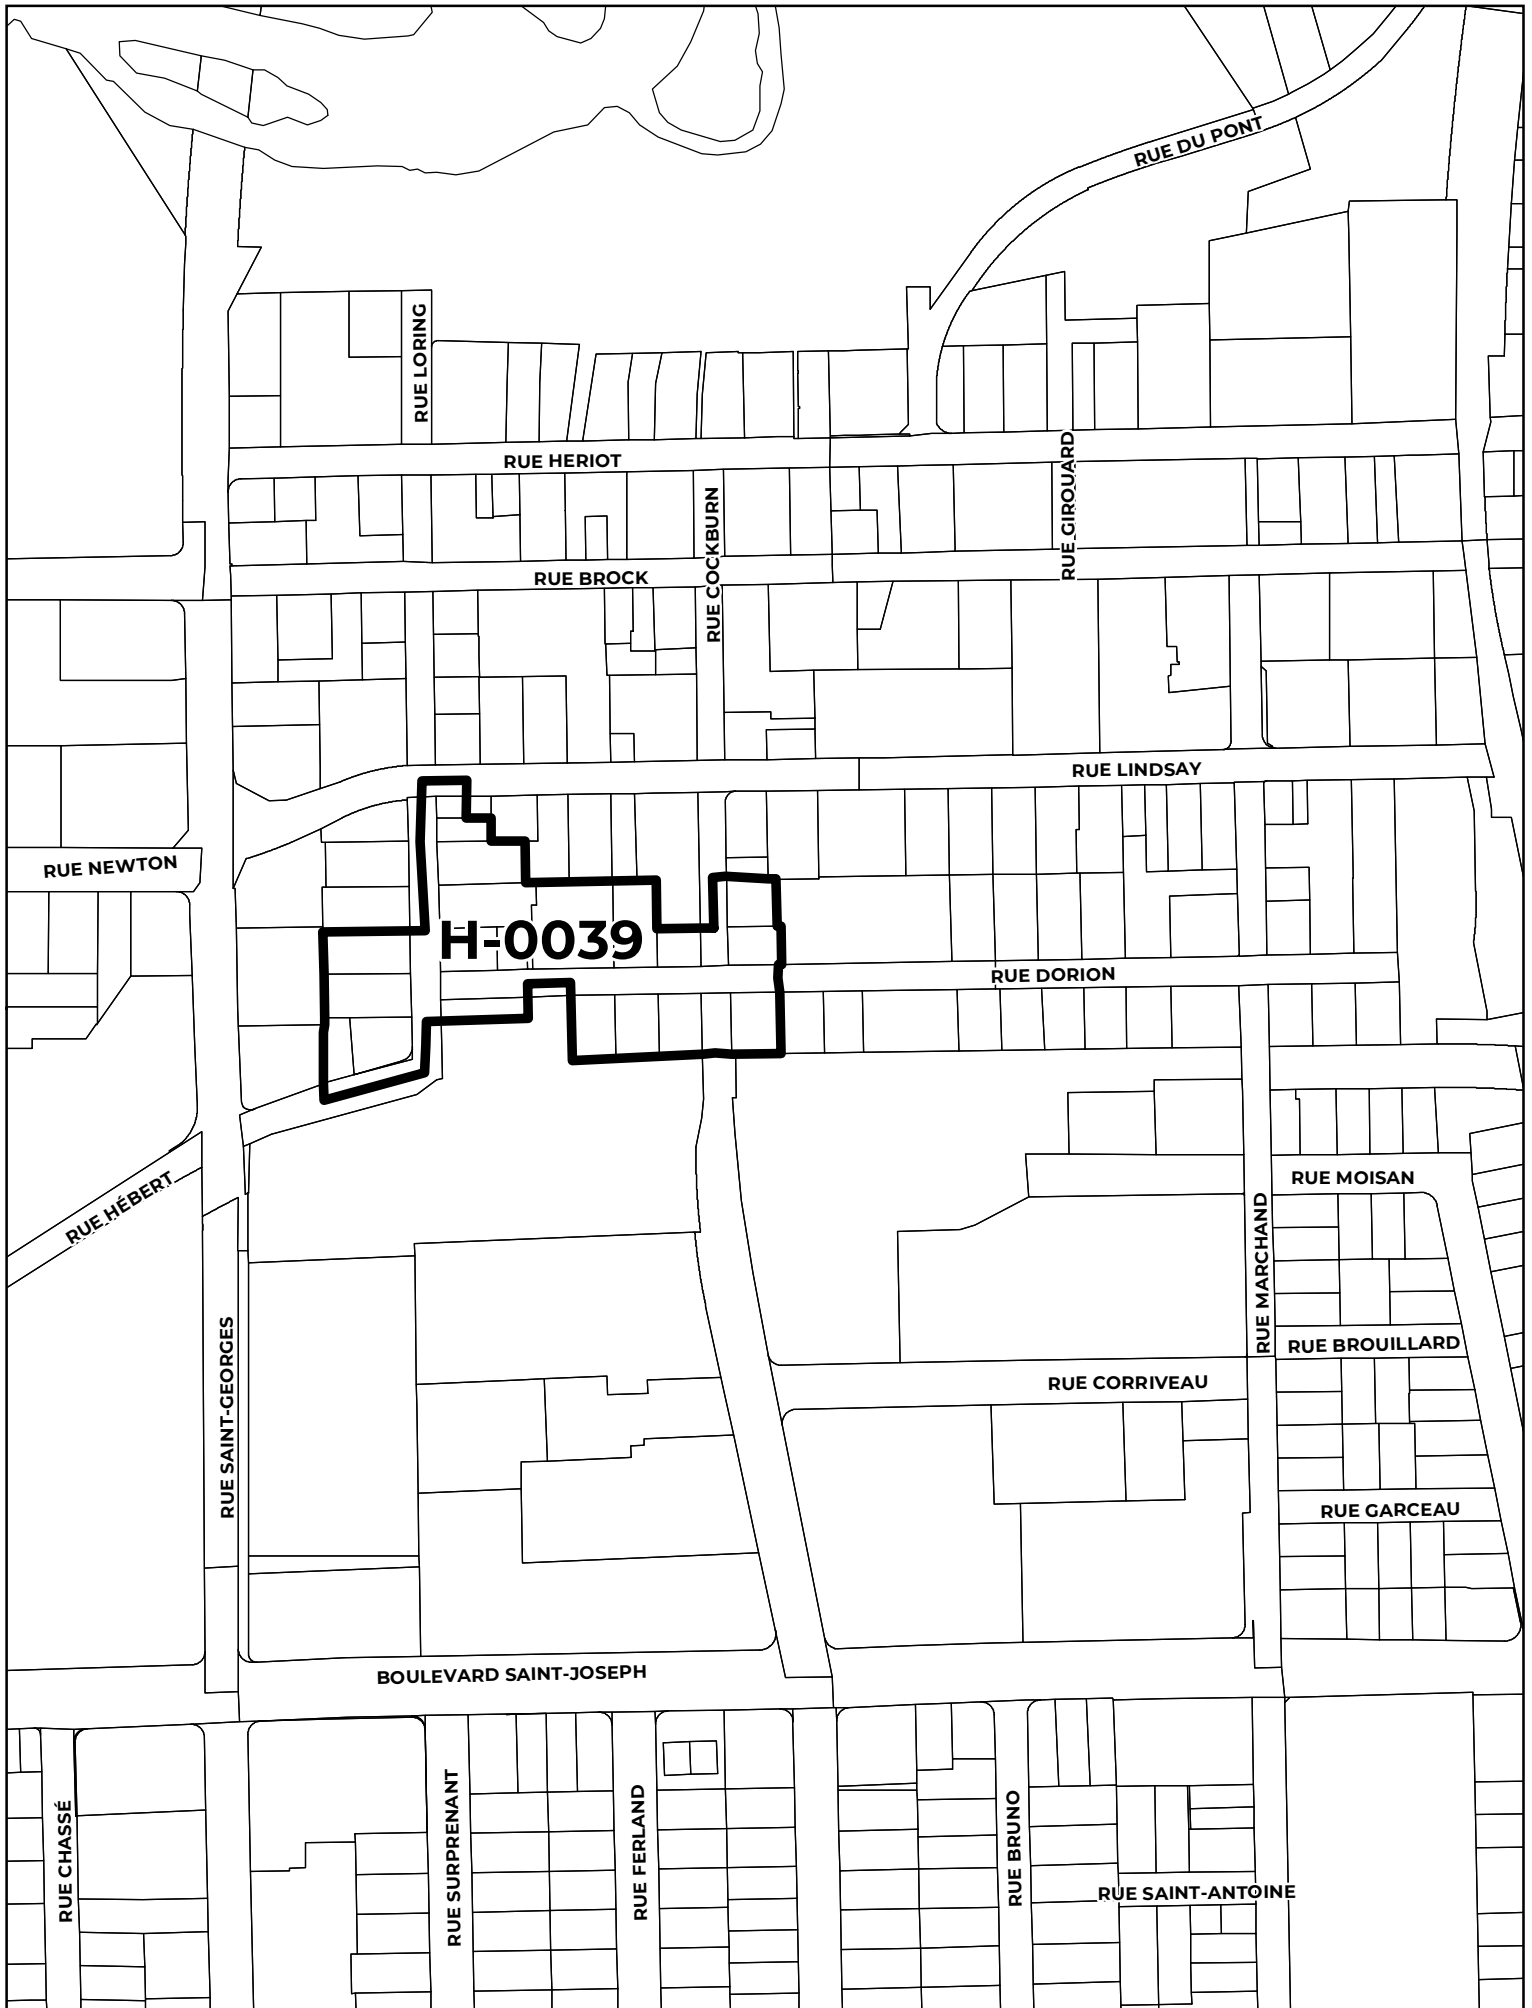 RUE DU PONT
RUE LORING
RUE HERIOT
RUE GIROUARD
RUE COCKBURN
RUE BROCK
RUE LINDSAY
RUE NEWTON
H-0039
RUE DORION
RUE HÉBERT
RUE MOISAN
RUE MARCHAND
RUE BROUILLARD
RUE SAINT-GEORGES
RUE CORRIVEAU
RUE GARCEAU
BOULEVARD SAINT-JOSEPH
RUE CHASSÉ
RUE SURPRENANT
RUE FERLAND
RUE BRUNO
RUE SAINT-ANTOINE